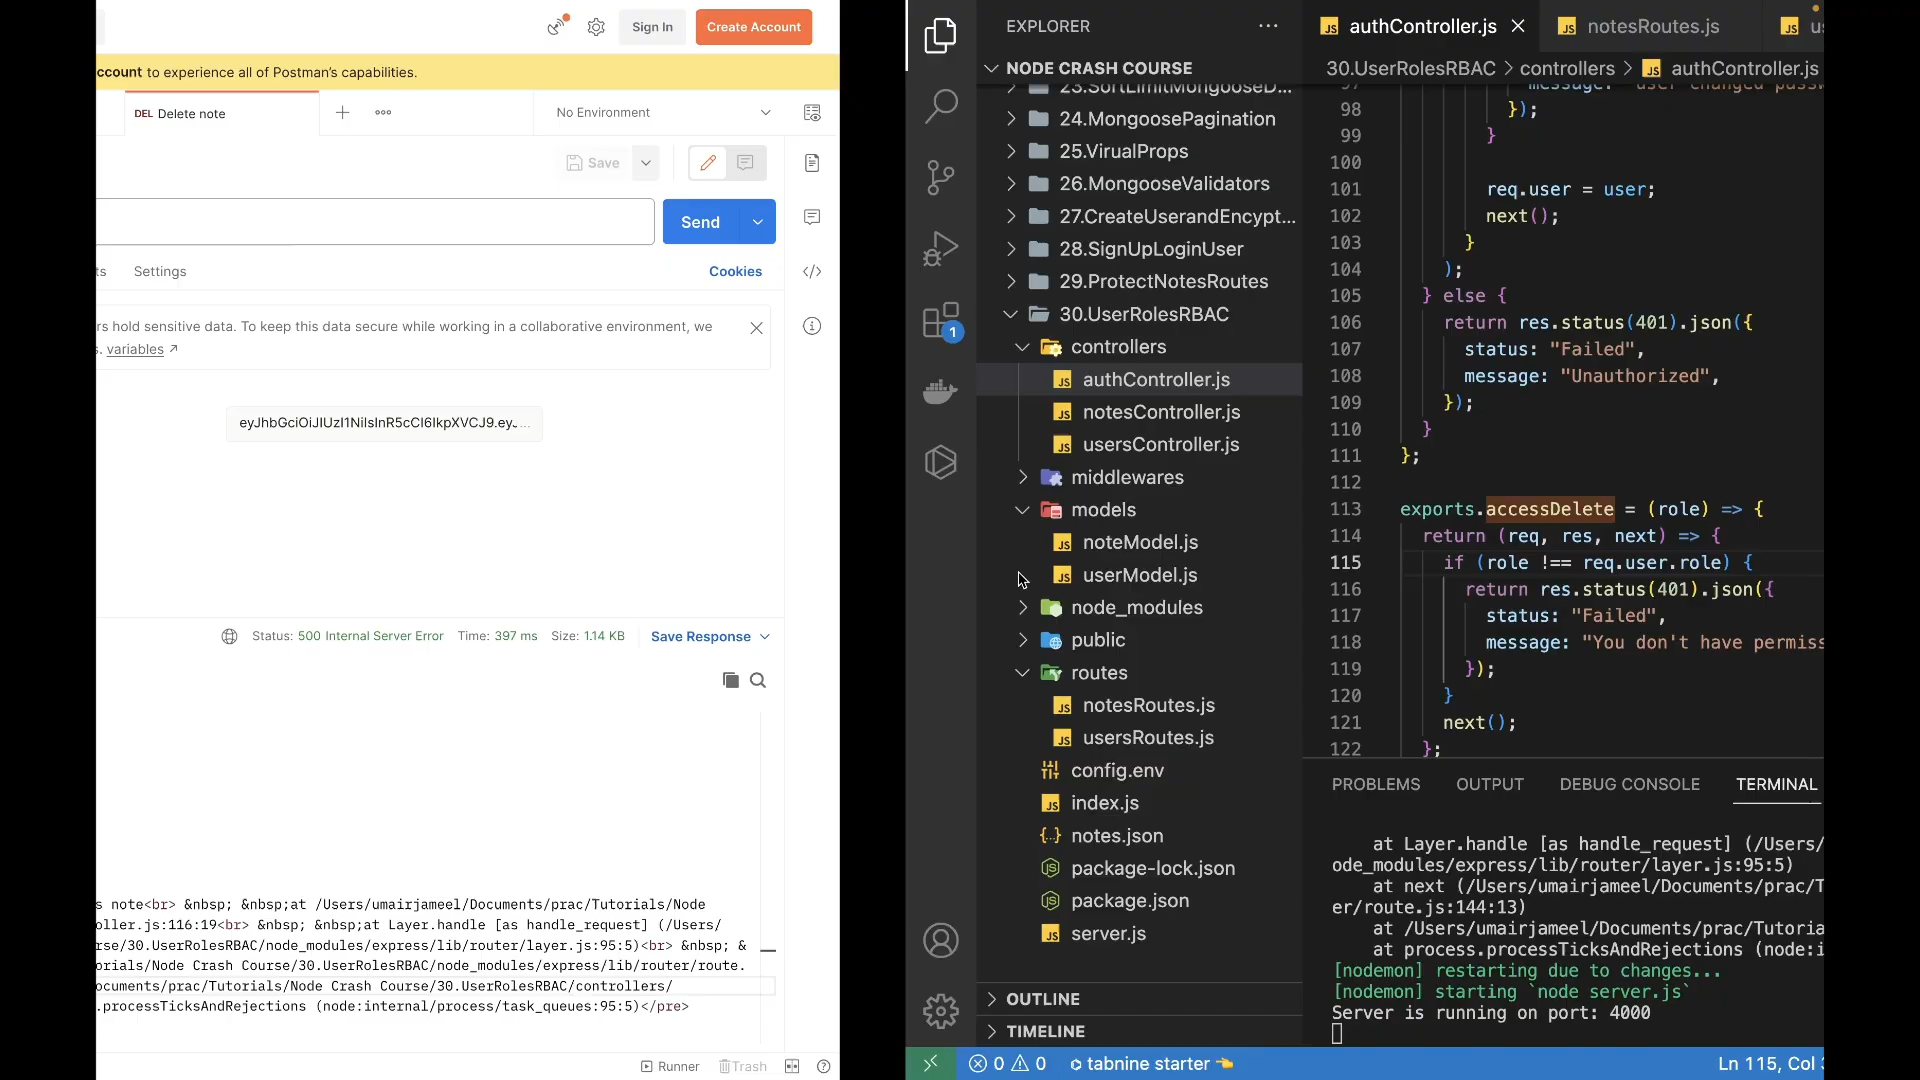 Sign In
Create Account
ccount to experience all of Postman's capabilities.
DEL Delete note
No Environment
Save
Send
ts
Settings
Cookies
rs hold sensitive data. To keep this data secure while working in a collaborative environment, we
s. variables ↗
eyJhbGciOiJIUzI1NiIsInR5cCI6IkpXVCJ9.ey...
Status: 500 Internal Server Error Time: 397 ms Size: 1.14 KB
Save Response
s note<br> &nbsp; &nbsp;at /Users/umairjameel/Documents/prac/Tutorials/Node
oller.js:116:19<br> &nbsp; &nbsp;at Layer.handle [as handle_request] (/Users/
rse/30.UserRolesRBAC/node_modules/express/lib/router/layer.js:95:5)<br> &nbsp; &
orials/Node Crash Course/30.UserRolesRBAC/node_modules/express/lib/router/route.
ocuments/prac/Tutorials/Node Crash Course/30.UserRolesRBAC/controllers/
.processTicksAndRejections (node:internal/process/task_queues:95:5)</pre>
Runner
Trash
EXPLORER
NODE CRASH COURSE
23.SortLimitMongooseD...
24.MongoosePagination
25.VirualProps
26.MongooseValidators
27.CreateUserandEncypt...
28.SignUpLoginUser
29.ProtectNotesRoutes
30.UserRolesRBAC
controllers
authController.js
notesController.js
usersController.js
middlewares
models
noteModel.js
userModel.js
node_modules
public
routes
notesRoutes.js
usersRoutes.js
config.env
index.js
notes.json
package-lock.json
package.json
server.js
OUTLINE
TIMELINE
1
authController.js
notesRoutes.js
us
30.UserRolesRBAC > controllers > authController.js
97 message: "user changed passw
98 });
99 }
100
101 req.user = user;
102 next();
103 }
104 );
105 } else {
106 return res.status(401).json({
107 status: "Failed",
108 message: "Unauthorized",
109 });
110 }
111 };
112
113 exports.accessDelete = (role) => {
114 return (req, res, next) => {
115 if (role !== req.user.role) {
116 return res.status(401).json({
117 status: "Failed",
118 message: "You don't have permiss
119 });
120 }
121 next();
122 };
PROBLEMS
OUTPUT
DEBUG CONSOLE
TERMINAL
at Layer.handle [as handle_request] (/Users/
ode_modules/express/lib/router/layer.js:95:5)
at next (/Users/umairjameel/Documents/prac/T
er/route.js:144:13)
at /Users/umairjameel/Documents/prac/Tutoria
at process.processTicksAndRejections (node:i
[nodemon] restarting due to changes...
[nodemon] starting `node server.js`
Server is running on port: 4000
0 0
tabnine starter
Ln 115, Col